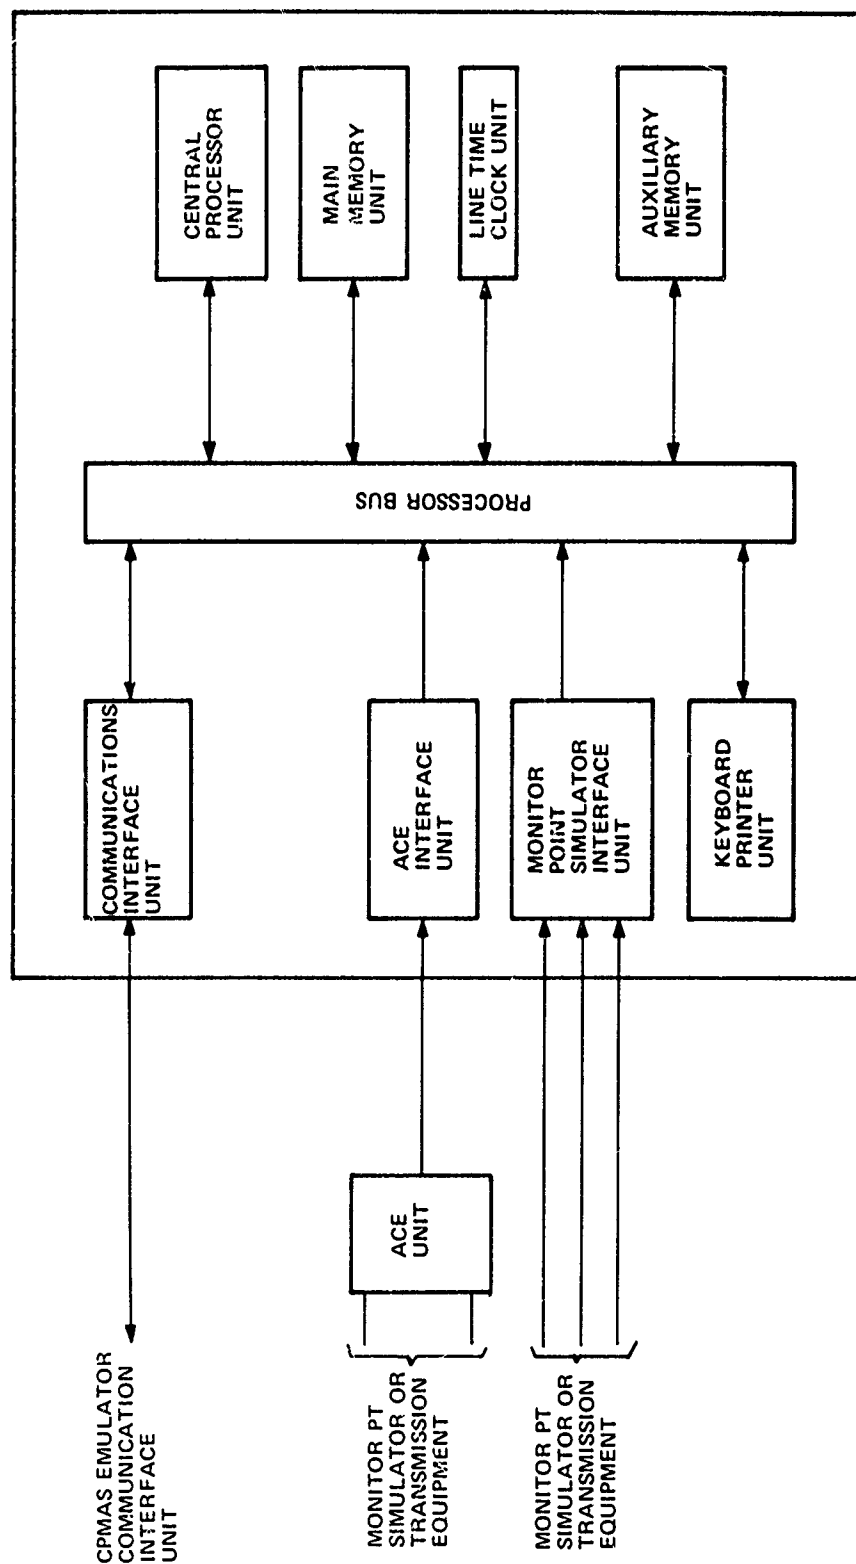 CPMAS EMULATOR
COMMUNICATION
INTERFACE
UNIT
MONITOR PT
SIMULATOR OR
TRANSMISSION
EQUIPMENT
MONITOR PT
SIMULATOR OR
TRANSMISSION
EQUIPMENT
ACE
UNIT
COMMUNICATIONS
INTERFACE
UNIT
ACE
INTERFACE
UNIT
MONITOR
POINT
SIMULATOR
INTERFACE
UNIT
KEYBOARD
PRINTER
UNIT
PROCESSOR BUS
CENTRAL
PROCESSOR
UNIT
MAIN
MEMORY
UNIT
LINE TIME
CLOCK UNIT
AUXILIARY
MEMORY
UNIT